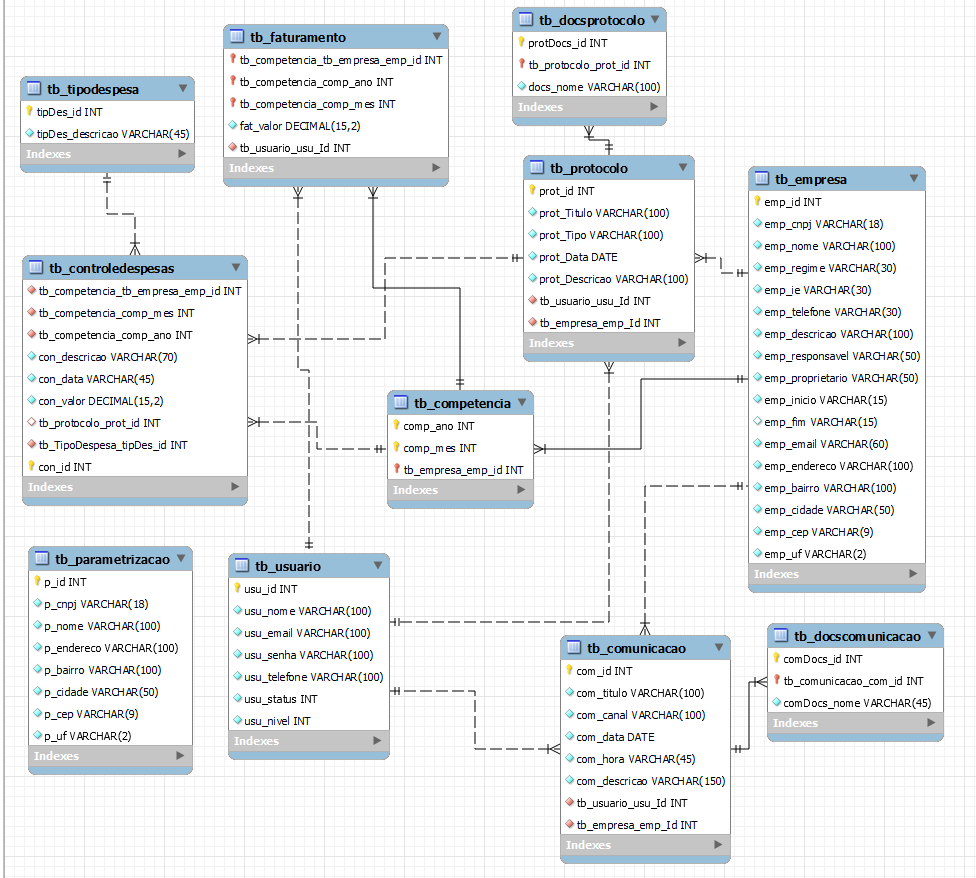 tb_docsprotocolo
protDocs_id INT
tb_protocolo_prot_id INT
docs_nome VARCHAR(100)
Indexes
tb_faturamento
tb_competencia_tb_empresa_emp_id INT
tb_competencia_comp_ano INT
tb_competencia_comp_mes INT
fat_valor DECIMAL(15,2)
tb_usuario_usu_Id INT
Indexes
tb_tipodespesa
tipDes_id INT
tipDes_descricao VARCHAR(45)
Indexes
tb_protocolo
prot_id INT
prot_Titulo VARCHAR(100)
prot_Tipo VARCHAR(100)
prot_Data DATE
prot_Descricao VARCHAR(100)
tb_usuario_usu_Id INT
tb_empresa_emp_Id INT
Indexes
tb_empresa
emp_id INT
emp_cnpj VARCHAR(18)
emp_nome VARCHAR(100)
emp_regime VARCHAR(30)
emp_ie VARCHAR(30)
emp_telefone VARCHAR(30)
emp_descricao VARCHAR(100)
emp_responsavel VARCHAR(50)
emp_proprietario VARCHAR(50)
emp_inicio VARCHAR(15)
emp_fim VARCHAR(15)
emp_email VARCHAR(60)
emp_endereco VARCHAR(100)
emp_bairro VARCHAR(100)
emp_cidade VARCHAR(50)
emp_cep VARCHAR(9)
emp_uf VARCHAR(2)
Indexes
tb_controledespesas
tb_competencia_tb_empresa_emp_id INT
tb_competencia_comp_mes INT
tb_competencia_comp_ano INT
con_descricao VARCHAR(70)
con_data VARCHAR(45)
con_valor DECIMAL(15,2)
tb_protocolo_prot_id INT
tb_TipoDespesa_tipDes_id INT
con_id INT
Indexes
tb_competencia
comp_ano INT
comp_mes INT
tb_empresa_emp_id INT
Indexes
tb_parametrizacao
p_id INT
p_cnpj VARCHAR(18)
p_nome VARCHAR(100)
p_endereco VARCHAR(100)
p_bairro VARCHAR(100)
p_cidade VARCHAR(50)
p_cep VARCHAR(9)
p_uf VARCHAR(2)
Indexes
tb_usuario
usu_id INT
usu_nome VARCHAR(100)
usu_email VARCHAR(100)
usu_senha VARCHAR(100)
usu_telefone VARCHAR(100)
usu_status INT
usu_nivel INT
Indexes
tb_comunicacao
com_id INT
com_titulo VARCHAR(100)
com_canal VARCHAR(100)
com_data DATE
com_hora VARCHAR(45)
com_descricao VARCHAR(150)
tb_usuario_usu_Id INT
tb_empresa_emp_Id INT
Indexes
tb_docscomunicacao
comDocs_id INT
tb_comunicacao_com_id INT
comDocs_nome VARCHAR(45)
Indexes